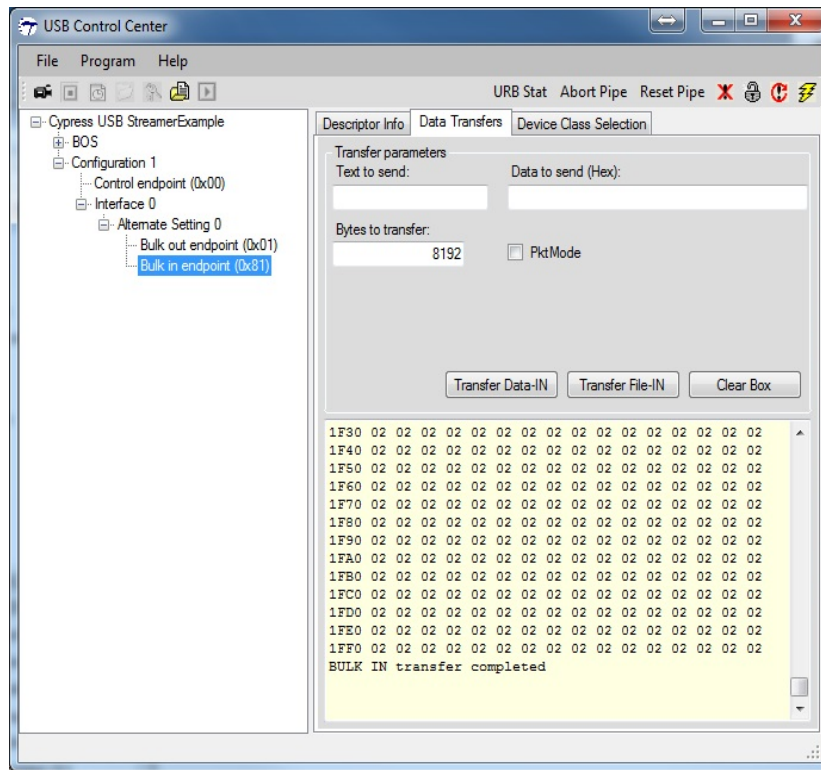 USB Control Center
File Program Help
URB Stat Abort Pipe Reset Pipe
Cypress USB StreamerExample
BOS
Configuration 1
Control endpoint (0x00)
Interface 0
Alternate Setting 0
Bulk out endpoint (0x01)
Bulk in endpoint (0x81)
Descriptor Info Data Transfers Device Class Selection
Transfer parameters
Text to send: Data to send (Hex):
Bytes to transfer:
8192 PktMode
Transfer Data-IN Transfer File-IN Clear Box
1F30 02 02 02 02 02 02 02 02 02 02 02 02 02 02 02 02
1F40 02 02 02 02 02 02 02 02 02 02 02 02 02 02 02 02
1F50 02 02 02 02 02 02 02 02 02 02 02 02 02 02 02 02
1F60 02 02 02 02 02 02 02 02 02 02 02 02 02 02 02 02
1F70 02 02 02 02 02 02 02 02 02 02 02 02 02 02 02 02
1F80 02 02 02 02 02 02 02 02 02 02 02 02 02 02 02 02
1F90 02 02 02 02 02 02 02 02 02 02 02 02 02 02 02 02
1FA0 02 02 02 02 02 02 02 02 02 02 02 02 02 02 02 02
1FB0 02 02 02 02 02 02 02 02 02 02 02 02 02 02 02 02
1FC0 02 02 02 02 02 02 02 02 02 02 02 02 02 02 02 02
1FD0 02 02 02 02 02 02 02 02 02 02 02 02 02 02 02 02
1FE0 02 02 02 02 02 02 02 02 02 02 02 02 02 02 02 02
1FF0 02 02 02 02 02 02 02 02 02 02 02 02 02 02 02 02
BULK IN transfer completed